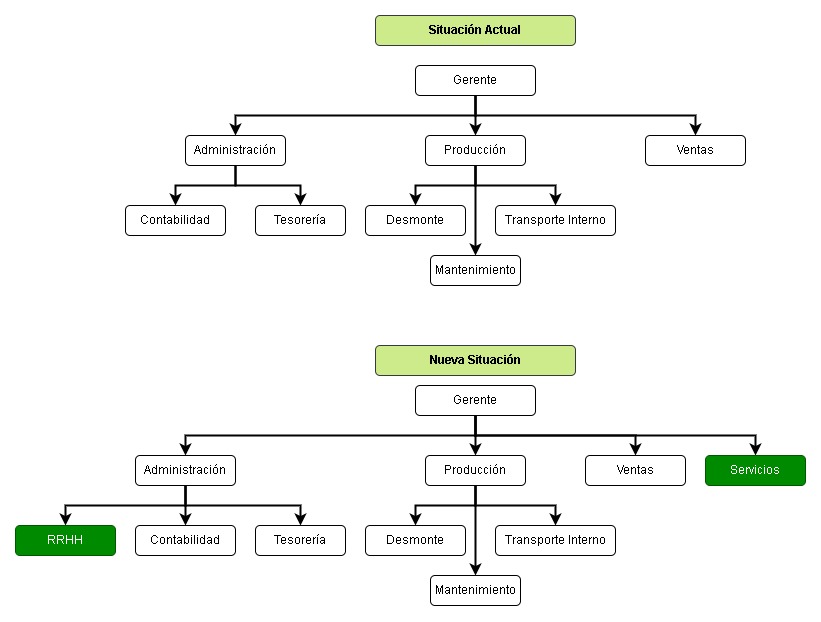 Situación Actual
Gerente
Administración
Producción
Ventas
Contabilidad
Tesorería
Desmonte
Transporte Interno
Mantenimiento
Nueva Situación
Gerente
Administración
Producción
Ventas
Servicios
RRHH
Contabilidad
Tesorería
Desmonte
Transporte Interno
Mantenimiento